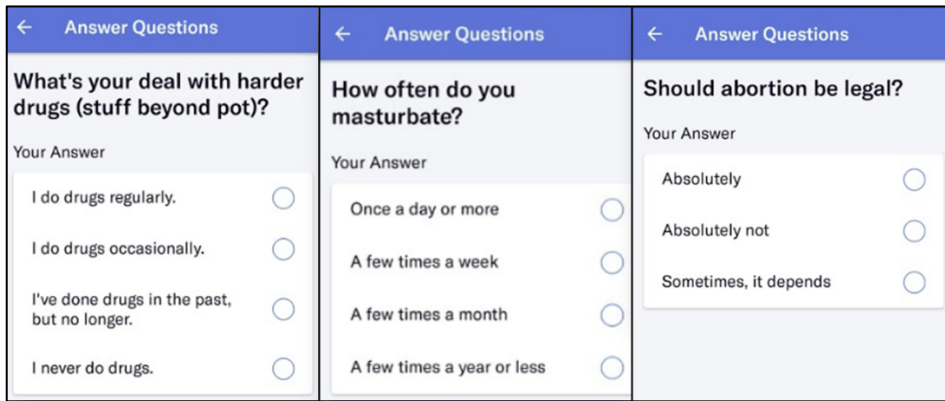 ← Answer Questions
What's your deal with harder
drugs (stuff beyond pot)?
Your Answer
I do drugs regularly.
I do drugs occasionally.
I've done drugs in the past,
but no longer.
I never do drugs.
← Answer Questions
How often do you
masturbate?
Your Answer
Once a day or more
A few times a week
A few times a month
A few times a year or less
← Answer Questions
Should abortion be legal?
Your Answer
Absolutely
Absolutely not
Sometimes, it depends